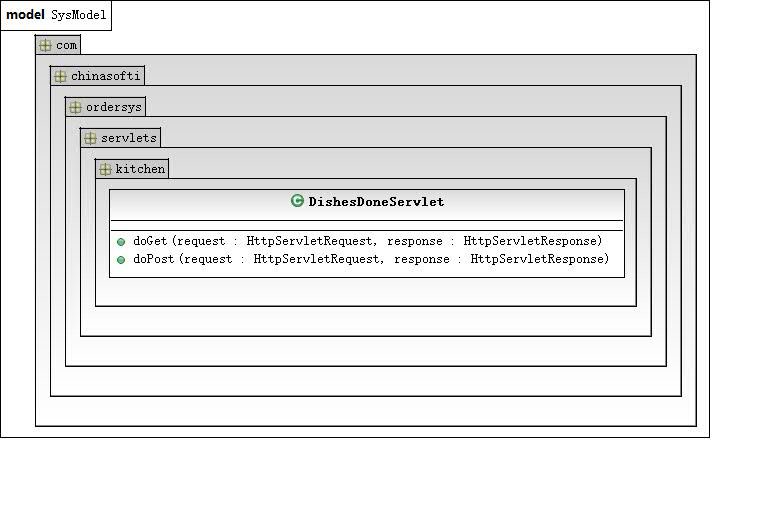 model SysModel
com
chinasofti
ordersys
servlets
kitchen
DishesDoneServlet
doGet(request : HttpServletRequest, response : HttpServletResponse)
doPost(request : HttpServletRequest, response : HttpServletResponse)